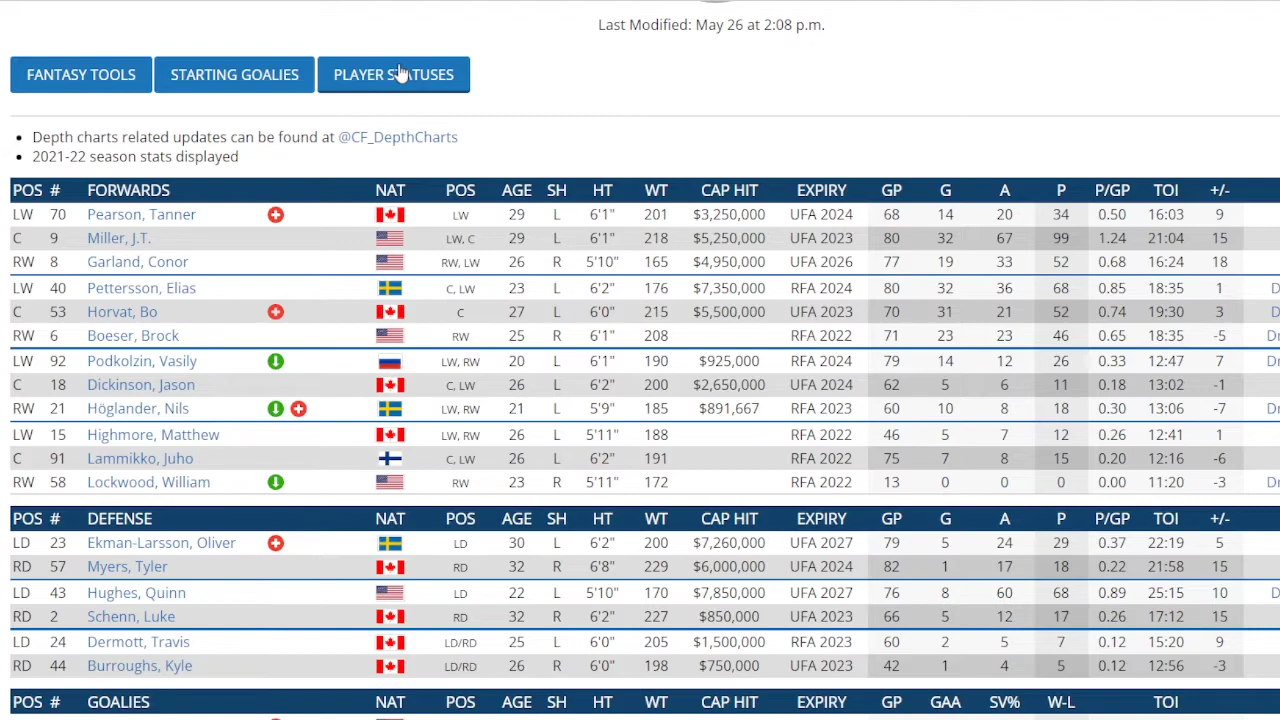 Last Modified: May 26 at 2:08 p.m.
FANTASY TOOLS STARTING GOALIES PLAYER STATUSES
Depth charts related updates can be found at @CF_DepthCharts
2021-22 season stats displayed
POS # FORWARDS NAT POS AGE SH HT WT CAP HIT EXPIRY GP G A P P/GP TOI +/-
LW 70 Pearson, Tanner LW 29 L 6'1" 201 $3,250,000 UFA 2024 68 14 20 34 0.50 16:03 9
C 9 Miller, J.T. LW, C 29 L 6'1" 218 $5,250,000 UFA 2023 80 32 67 99 1.24 21:04 15
RW 8 Garland, Conor RW, LW 26 R 5'10" 165 $4,950,000 UFA 2026 77 19 33 52 0.68 16:24 18
LW 40 Pettersson, Elias C, LW 23 L 6'2" 176 $7,350,000 RFA 2024 80 32 36 68 0.85 18:35 1 D
C 53 Horvat, Bo C 27 L 6'0" 215 $5,500,000 UFA 2023 70 31 21 52 0.74 19:30 3 D
RW 6 Boeser, Brock RW 25 R 6'1" 208 RFA 2022 71 23 23 46 0.65 18:35 -5 Dr
LW 92 Podkolzin, Vasily LW, RW 20 L 6'1" 190 $925,000 RFA 2024 79 14 12 26 0.33 12:47 7 D
C 18 Dickinson, Jason C, LW 26 L 6'2" 200 $2,650,000 UFA 2024 62 5 6 11 0.18 13:02 -1
RW 21 Höglander, Nils LW, RW 21 L 5'9" 185 $891,667 RFA 2023 60 10 8 18 0.30 13:06 -7 D
LW 15 Highmore, Matthew LW, RW 26 L 5'11" 188 RFA 2022 46 5 7 12 0.26 12:41 1
C 91 Lammikko, Juho C, LW 26 L 6'2" 191 RFA 2022 75 7 8 15 0.20 12:16 -6
RW 58 Lockwood, William RW 23 R 5'11" 172 RFA 2022 13 0 0 0 0.00 11:20 -3 Dr
POS # DEFENSE NAT POS AGE SH HT WT CAP HIT EXPIRY GP G A P P/GP TOI +/-
LD 23 Ekman-Larsson, Oliver LD 30 L 6'2" 200 $7,260,000 UFA 2027 79 5 24 29 0.37 22:19 5
RD 57 Myers, Tyler RD 32 R 6'8" 229 $6,000,000 UFA 2024 82 1 17 18 0.22 21:58 15
LD 43 Hughes, Quinn LD 22 L 5'10" 170 $7,850,000 UFA 2027 76 8 60 68 0.89 25:15 10 D
RD 2 Schenn, Luke RD 32 R 6'2" 227 $850,000 UFA 2023 66 5 12 17 0.26 17:12 15
LD 24 Dermott, Travis LD/RD 25 L 6'0" 205 $1,500,000 RFA 2023 60 2 5 7 0.12 15:20 9
RD 44 Burroughs, Kyle LD/RD 26 R 6'0" 198 $750,000 UFA 2023 42 1 4 5 0.12 12:56 -3
POS # GOALIES NAT POS AGE SH HT WT CAP HIT EXPIRY GP GAA SV% W-L TOI